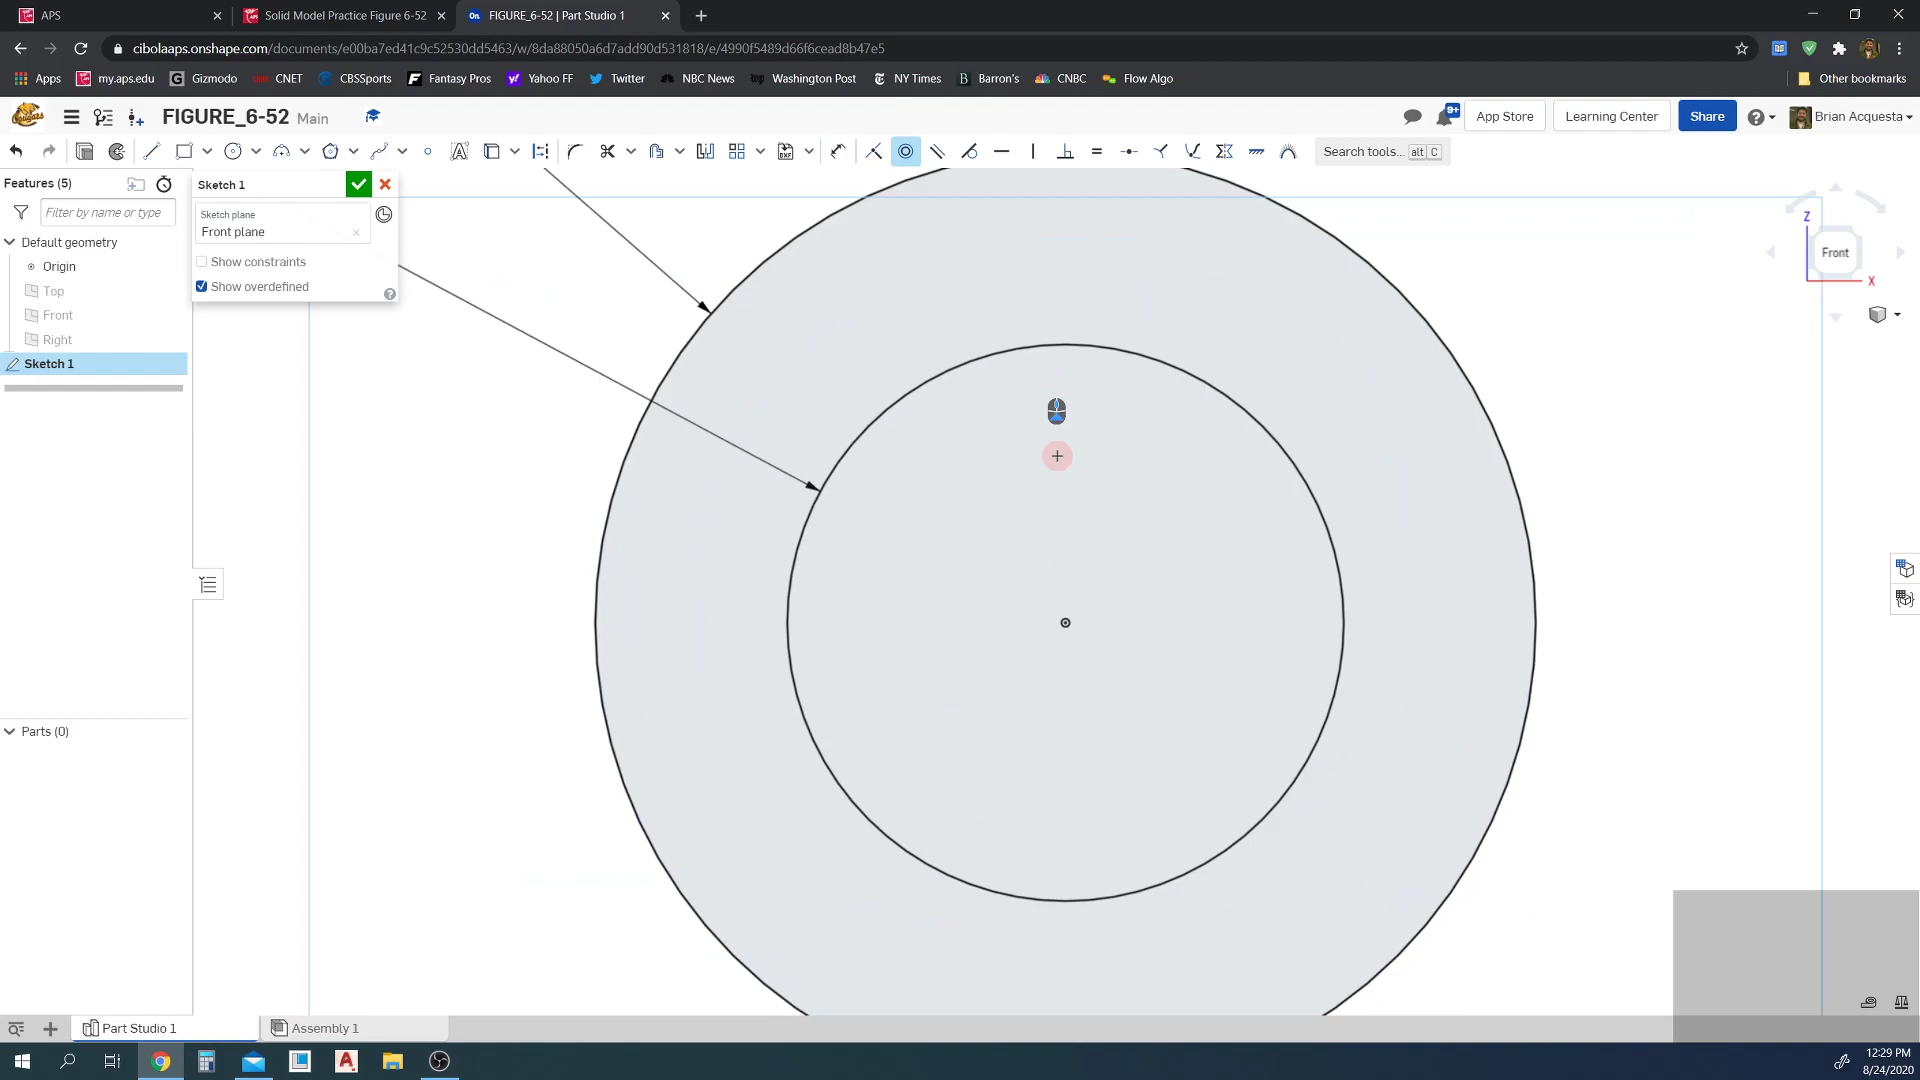 APS
Solid Model Practice Figure 6-52
On FIGURE_6-52 | Part Studio 1
cibolaaps.onshape.com/documents/e00ba7ed41c9c52530dd5463/w/8da88050a6d7add90d531818/e/4990f5489d66f6cead8b47e5
Apps my.aps.edu Gizmodo CNET CBSSports Fantasy Pros Yahoo FF Twitter NBC News Washington Post NY Times Barron's CNBC Flow Algo Other bookmarks
FIGURE_6-52 Main
9+ App Store Learning Center Share Brian Acquesta
Search tools... alt C
Features (5)
Filter by name or type
Default geometry
Origin
Top
Front
Right
Sketch 1
Parts (0)
Sketch 1
Sketch plane
Front plane
Show constraints
Show overdefined
Z
Front
X
Part Studio 1
Assembly 1
12:29 PM
8/24/2020